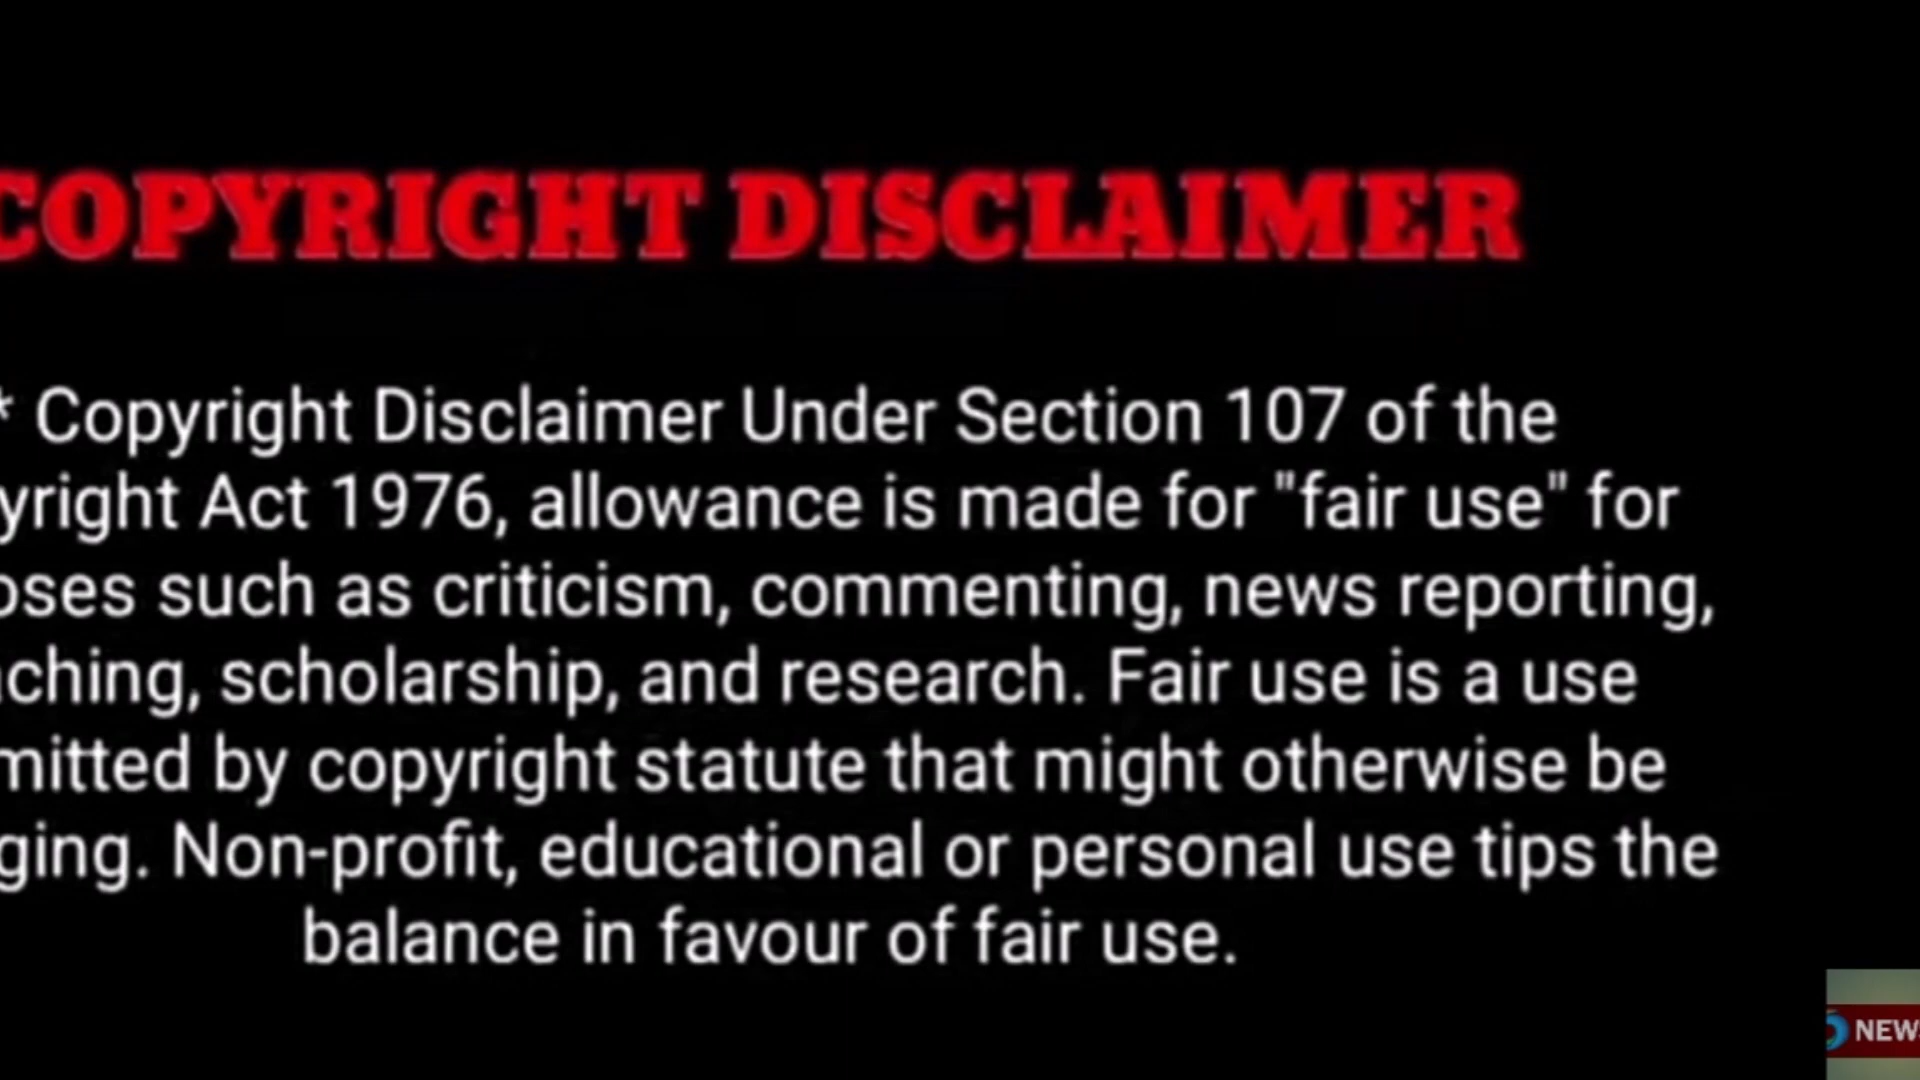 COPYRIGHT DISCLAIMER
* Copyright Disclaimer Under Section 107 of the
yright Act 1976, allowance is made for "fair use" for
oses such as criticism, commenting, news reporting,
ching, scholarship, and research. Fair use is a use
mitted by copyright statute that might otherwise be
ging. Non-profit, educational or personal use tips the
balance in favour of fair use.
NEWS